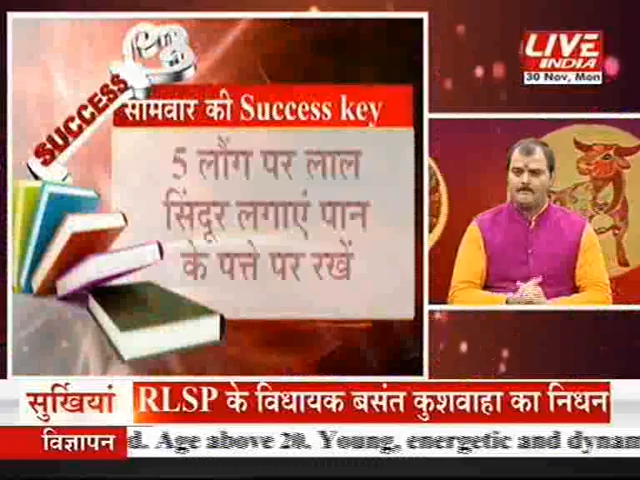 SUCCESS
LIVE
INDIA
30 Nov, Mon
सोमवार की Success key
5 लौंग पर लाल
सिंदूर लगाएं पान
के पत्ते पर रखें
सुर्खियां
RLSP के विधायक बसंत कुशवाहा का निधन
विज्ञापन
d. Age above 20. Young, energetic and dynam